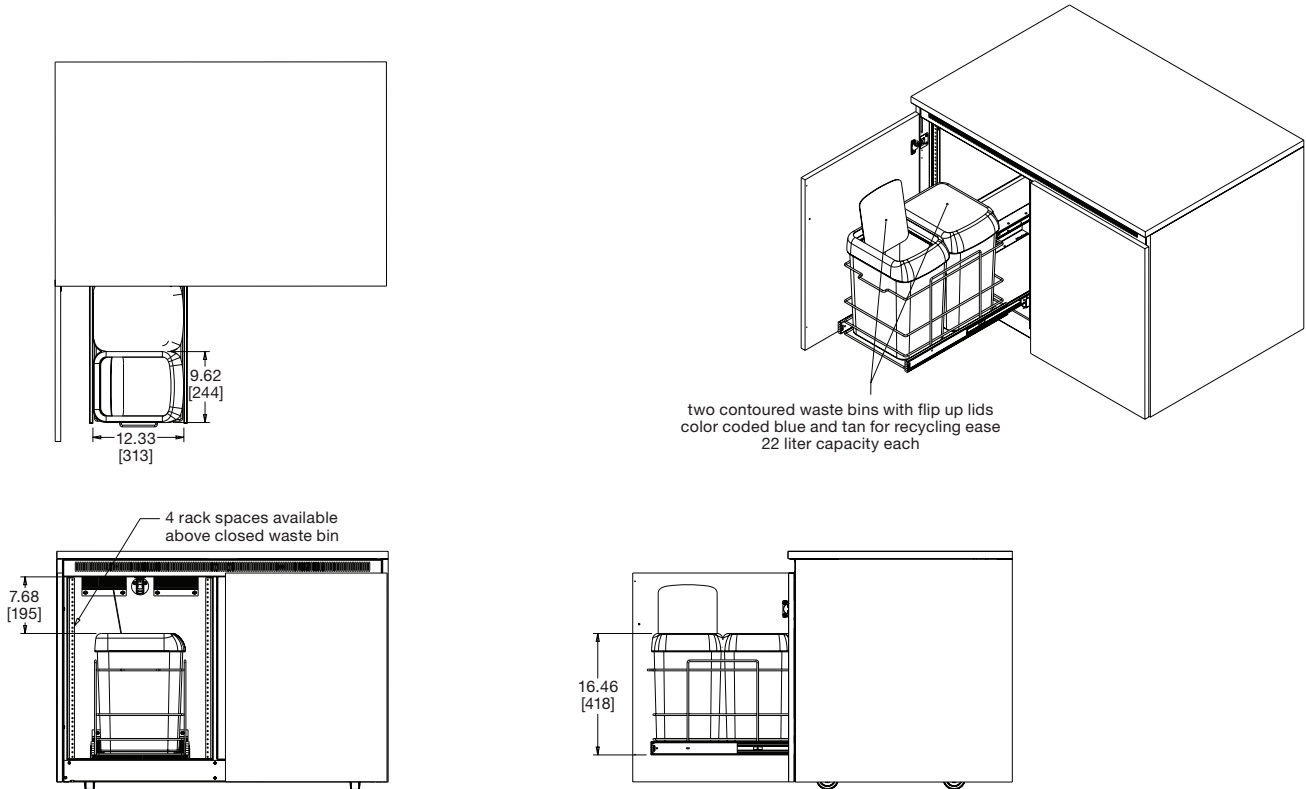 9.62
[244]
12.33
[313]
two contoured waste bins with flip up lids
color coded blue and tan for recycling ease
22 liter capacity each
4 rack spaces available
above closed waste bin
7.68
[195]
16.46
[418]